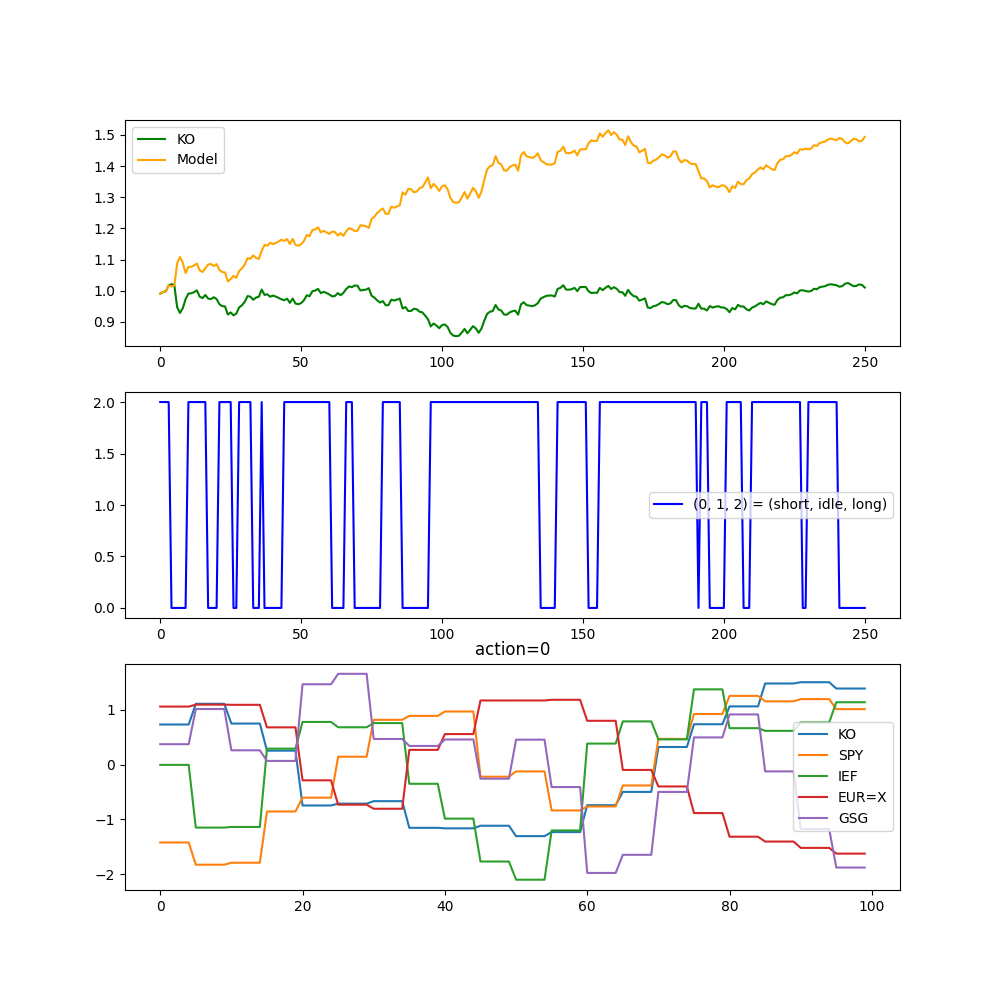 1.5
1.4
1.3
1.2
1.1
1.0
0.9
KO
Model
0 50 100 150 200 250
2.0
1.5
1.0
0.5
0.0
(0, 1, 2) = (short, idle, long)
0 50 100 150 200 250
action=0
1
0
−1
−2
KO
SPY
IEF
EUR=X
GSG
0 20 40 60 80 100